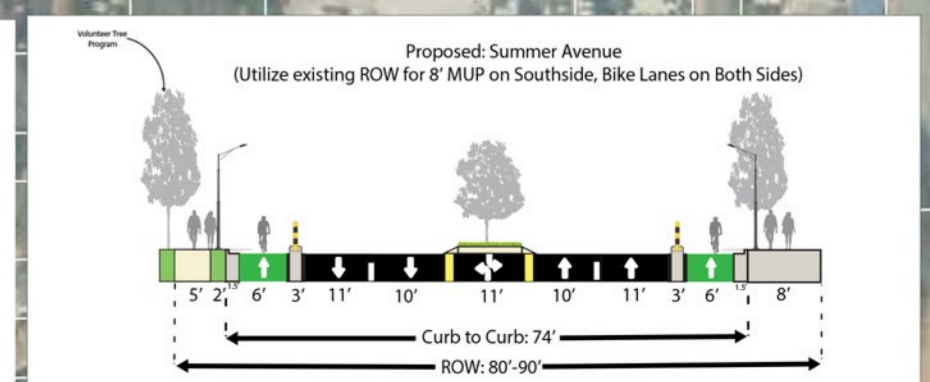 Volunteer Tree
Program
Proposed: Summer Avenue
(Utilize existing ROW for 8' MUP on Southside, Bike Lanes on Both Sides)
5' 2' 1.5' 6' 3' 11' 10' 11' 10' 11' 3' 6' 1.5' 8'
Curb to Curb: 74'
ROW: 80'-90'